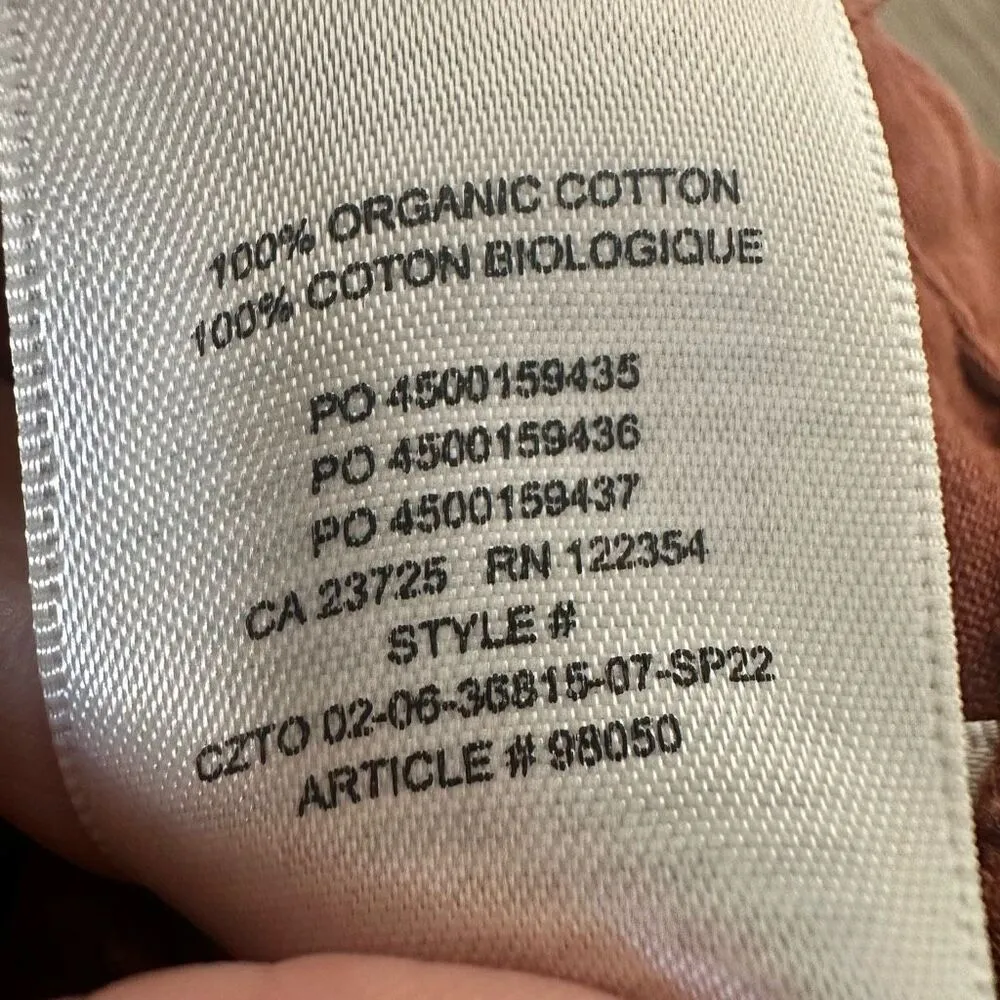 100% ORGANIC COTTON
100% COTON BIOLOGIQUE
PO 4500159435
PO 4500159436
PO 4500159437
CA 23725 RN 122354
STYLE #
CZTO 02-06-36815-07-SP22
ARTICLE # 98050